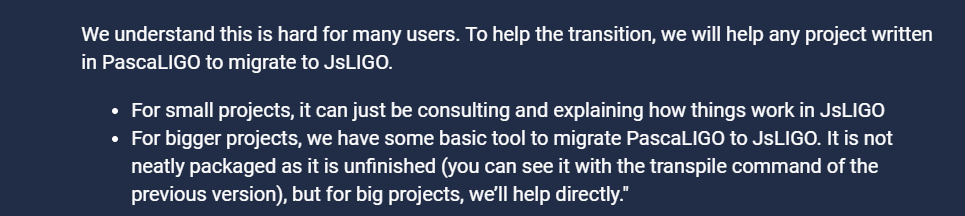 We understand this is hard for many users. To help the transition, we will help any project written
in PascaLIGO to migrate to JsLIGO.
• For small projects, it can just be consulting and explaining how things work in JsLIGO
• For bigger projects, we have some basic tool to migrate PascaLIGO to JsLIGO. It is not
neatly packaged as it is unfinished (you can see it with the transpile command of the
previous version), but for big projects, we’ll help directly."